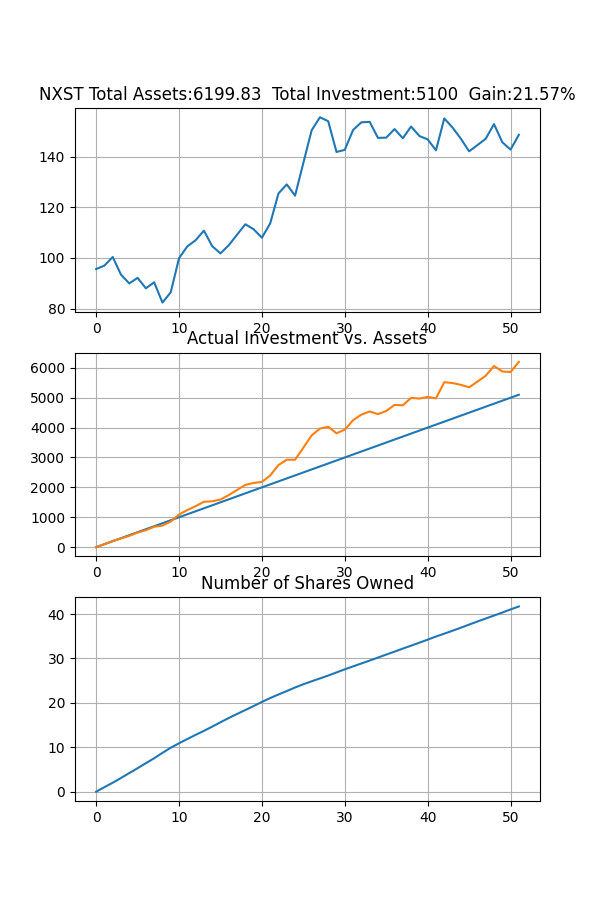 NXST Total Assets:6199.83  Total Investment:5100  Gain:21.57%
140
120
100
80
0 10 20 30 40 50
Actual Investment vs. Assets
6000
5000
4000
3000
2000
1000
0
0 10 20 30 40 50
Number of Shares Owned
40
30
20
10
0
0 10 20 30 40 50